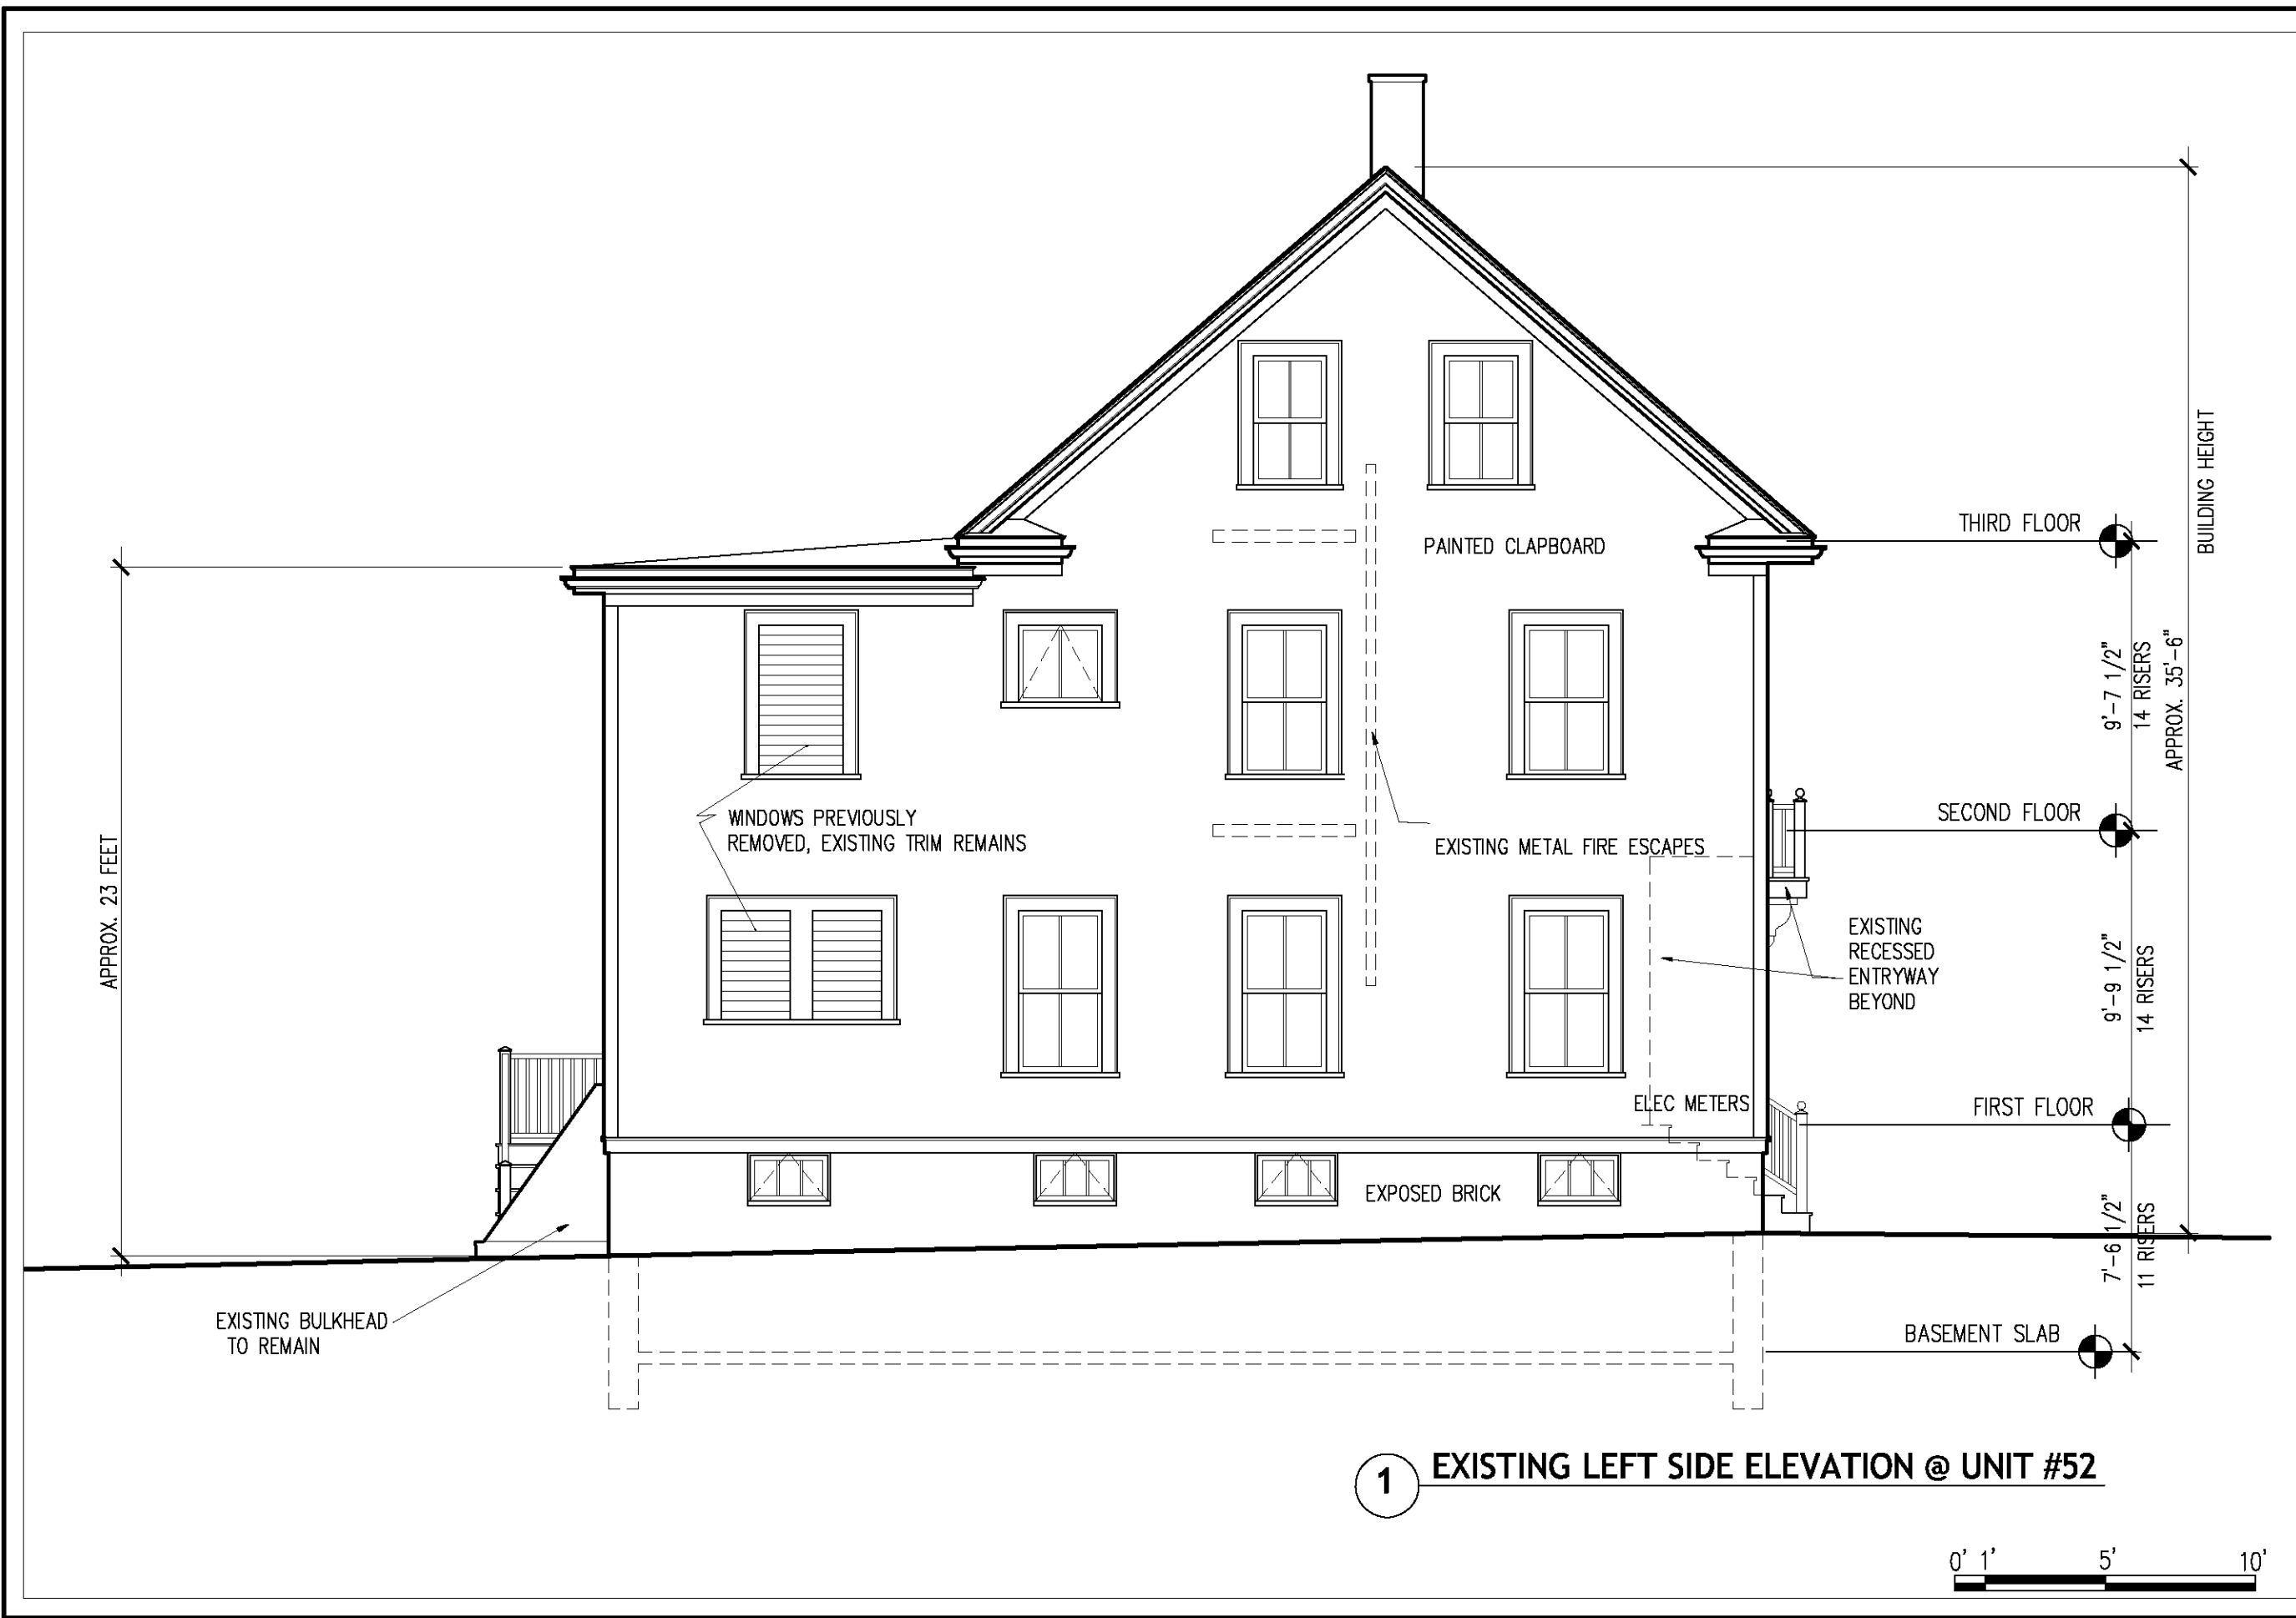 BUILDING HEIGHT
APPROX. 35'-6"
THIRD FLOOR
PAINTED CLAPBOARD
9'-7 1/2"
14 RISERS
SECOND FLOOR
WINDOWS PREVIOUSLY
REMOVED, EXISTING TRIM REMAINS
EXISTING METAL FIRE ESCAPES
APPROX. 23 FEET
EXISTING
RECESSED
ENTRYWAY
BEYOND
9'-9 1/2"
14 RISERS
ELEC METERS
FIRST FLOOR
EXPOSED BRICK
7'-6 1/2"
11 RISERS
EXISTING BULKHEAD
TO REMAIN
BASEMENT SLAB
1 EXISTING LEFT SIDE ELEVATION @ UNIT #52
0' 1' 5' 10'